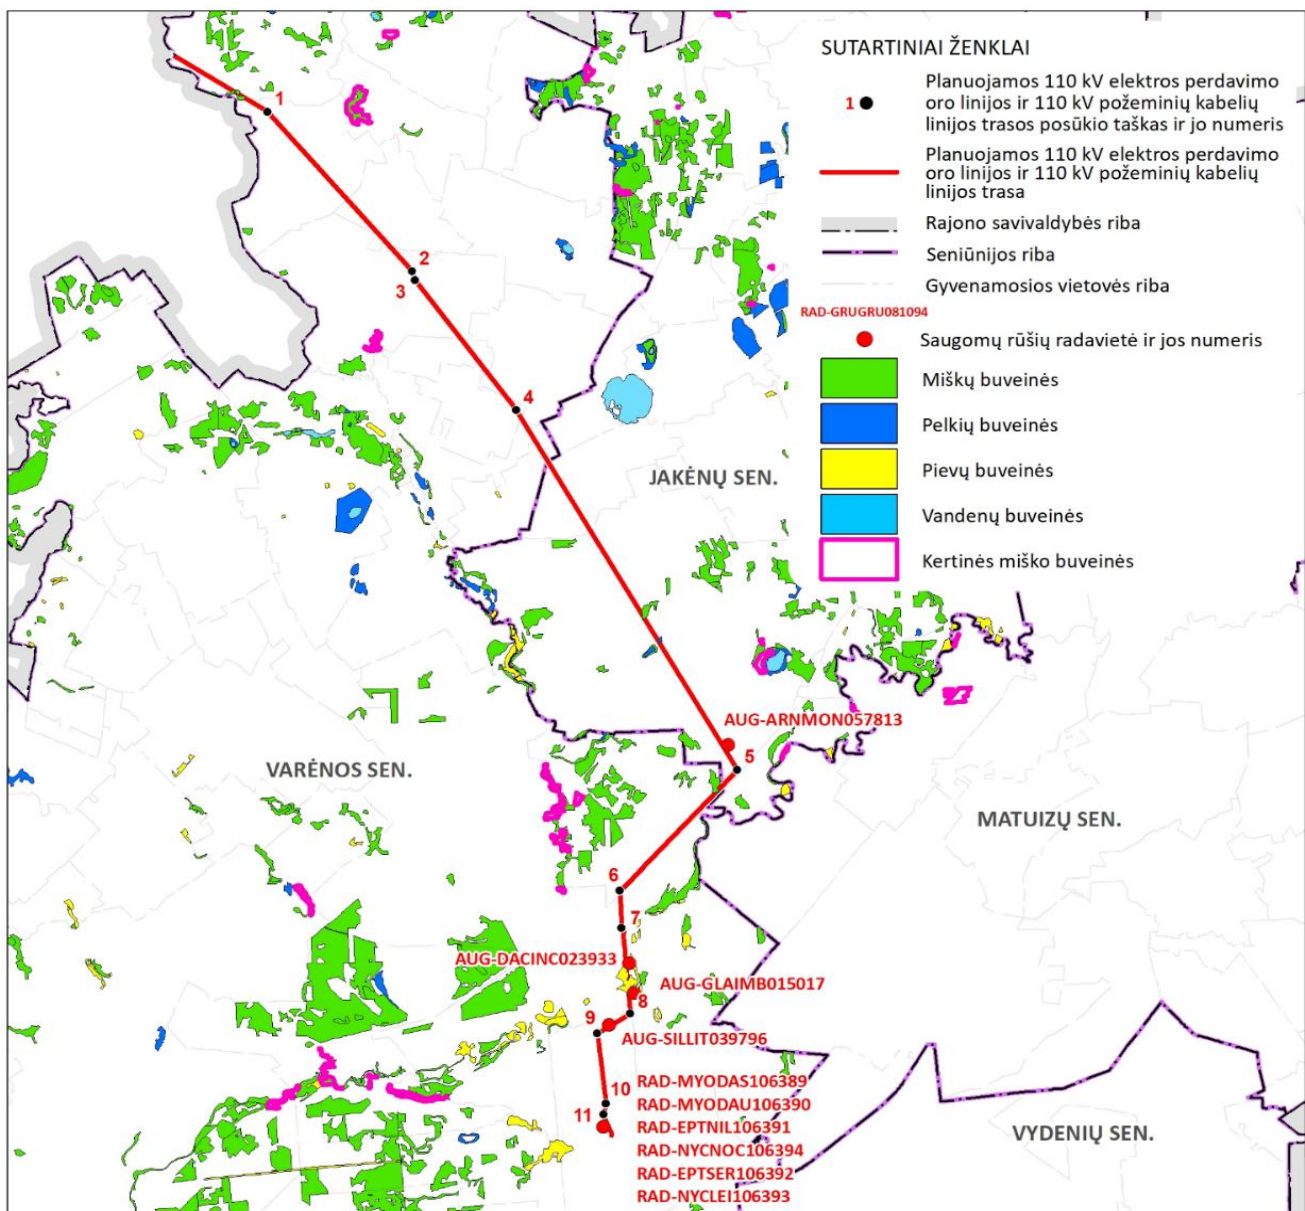 SUTARTINIAI ŽENKLAI
Planuojamos 110 kV elektros perdavimo
1 oro linijos ir 110 kV požeminių kabelių
linijos trasos posūkio taškas ir jo numeris
Planuojamos 110 kV elektros perdavimo
oro linijos ir 110 kV požeminių kabelių
linijos trasa
Rajono savivaldybės riba
Seniūnijos riba
Gyvenamosios vietovės riba
RAD-GRUGRU081094
Saugomų rūšių radavietė ir jos numeris
Miškų buveinės
Pelkių buveinės
Pievų buveinės
Vandenų buveinės
Kertinės miško buveinės
1
2
3
4
JAKĖNŲ SEN.
AUG-ARNMON057813
5
VARĖNOS SEN.
MATUIZŲ SEN.
6
7
AUG-DACINC023933
AUG-GLAIMB015017
8
9
AUG-SILLIT039796
10
RAD-MYODAS106389
RAD-MYODAU106390
11
RAD-EPTNIL106391
RAD-NYCNOC106394
RAD-EPTSER106392
RAD-NYCLEI106393
VYDENIŲ SEN.